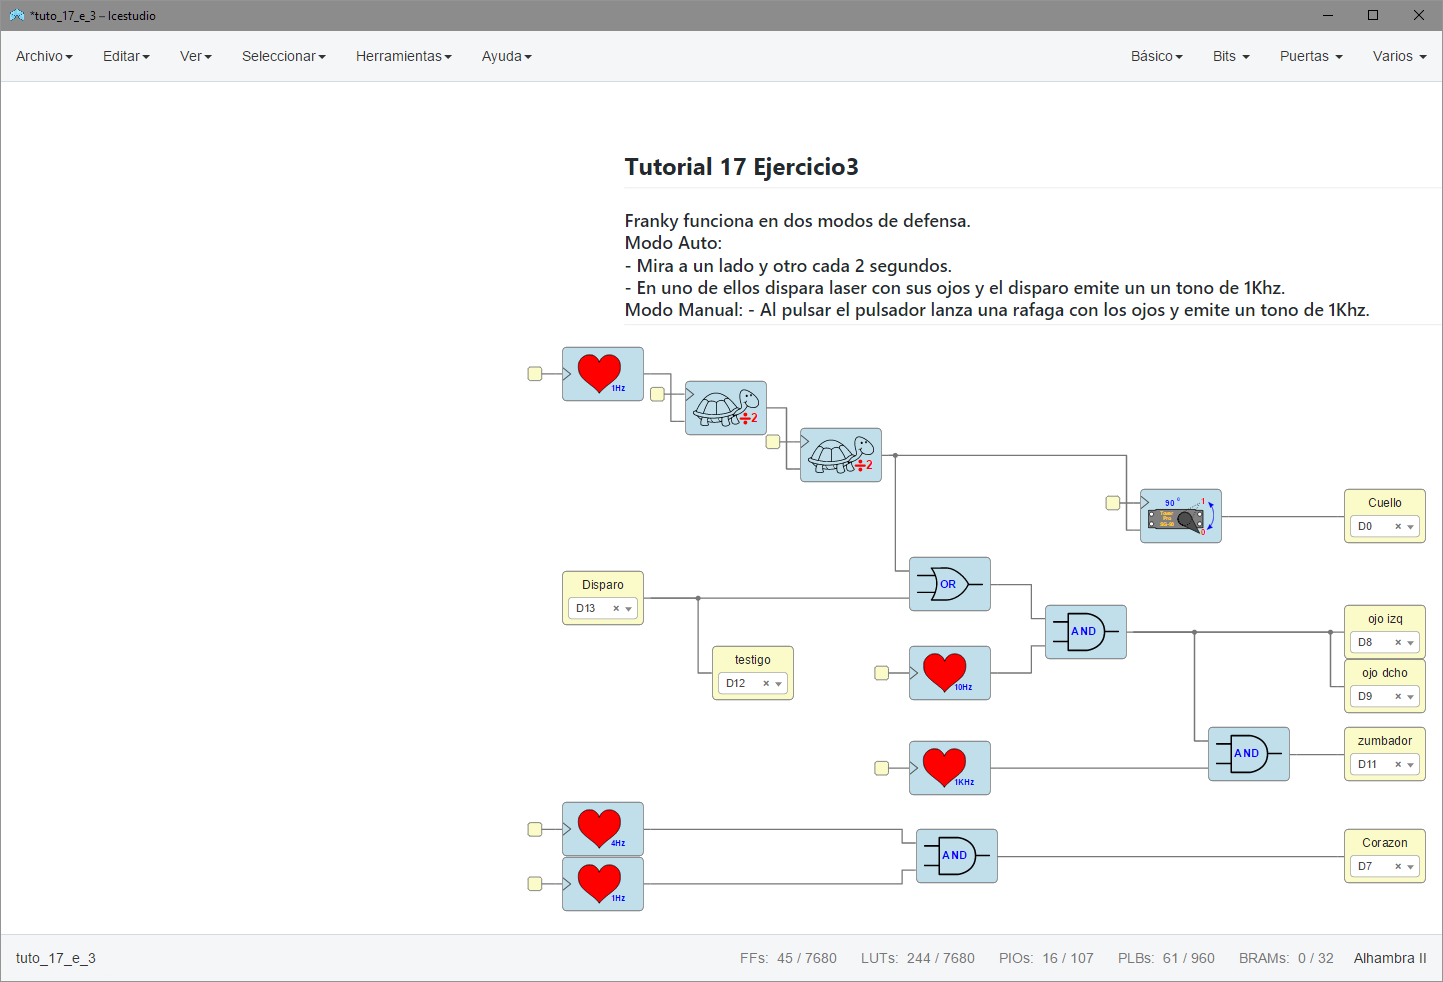 *tuto_17_e_3 – Icestudio
Archivo Editar Ver Seleccionar Herramientas Ayuda Básico Bits Puertas Varios
Tutorial 17 Ejercicio3
Franky funciona en dos modos de defensa.
Modo Auto:
- Mira a un lado y otro cada 2 segundos.
- En uno de ellos dispara laser con sus ojos y el disparo emite un un tono de 1Khz.
Modo Manual: - Al pulsar el pulsador lanza una rafaga con los ojos y emite un tono de 1Khz.
1Hz
÷2
÷2
90 º 1
0
Cuello
D0
OR
Disparo
D13
AND
ojo izq
D8
testigo
D12
10Hz
ojo dcho
D9
AND
zumbador
D11
1KHz
4Hz
AND
Corazon
D7
1Hz
tuto_17_e_3 FFs: 45 / 7680 LUTs: 244 / 7680 PIOs: 16 / 107 PLBs: 61 / 960 BRAMs: 0 / 32 Alhambra II